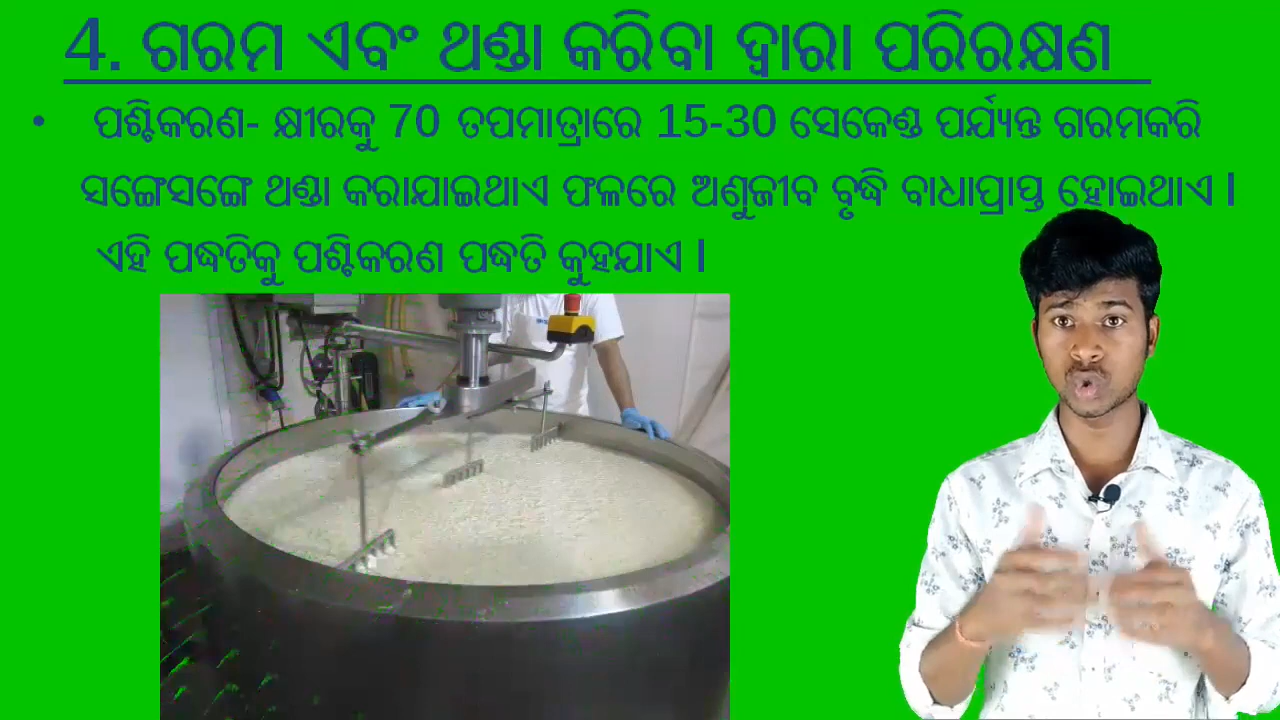 4. ଗରମ ଏବଂ ଥଣ୍ଡା କରିବା ଦ୍ୱାରା ପରିରକ୍ଷଣ
• ପଶ୍ଚିକରଣ- କ୍ଷୀରକୁ 70 ତପମାତ୍ରାରେ 15-30 ସେକେଣ୍ଡ ପର୍ଯ୍ୟନ୍ତ ଗରମକରି
ସଙ୍ଗେସଙ୍ଗେ ଥଣ୍ଡା କରାଯାଇଥାଏ ଫଳରେ ଅଣୁଜୀବ ବୃଦ୍ଧି ବାଧାପ୍ରାପ୍ତ ହୋଇଥାଏ ।
ଏହି ପଦ୍ଧତିକୁ ପଶ୍ଚିକରଣ ପଦ୍ଧତି କୁହଯାଏ ।